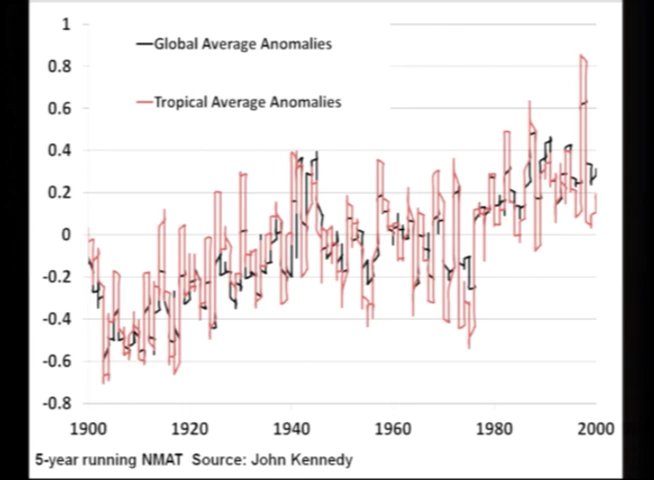 1
Global Average Anomalies
0.8
Tropical Average Anomalies
0.6
0.4
0.2
0
-0.2
-0.4
-0.6
-0.8
1900 1920 1940 1960 1980 2000
5-year running NMAT Source: John Kennedy